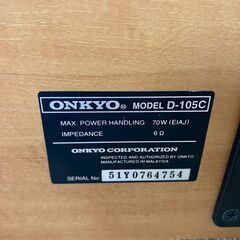 ONKYO® MODEL D-105C
MAX. POWER HANDLING 70W (EIAJ)
IMPEDANCE 6 Ω
ONKYO CORPORATION
INSPECTED AND AUTHORIZED BY ONKYO
MANUFACTURED IN MALAYSIA
SERIAL No. 51Y0764754